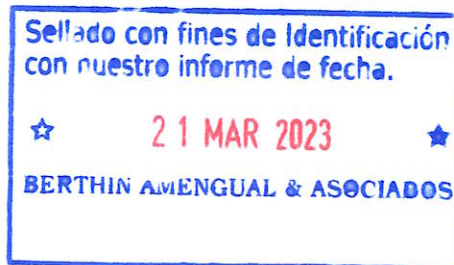 Sellado con fines de Identificación
con nuestro informe de fecha.
21 MAR 2023
BERTHIN AMENGUAL & ASOCIADOS